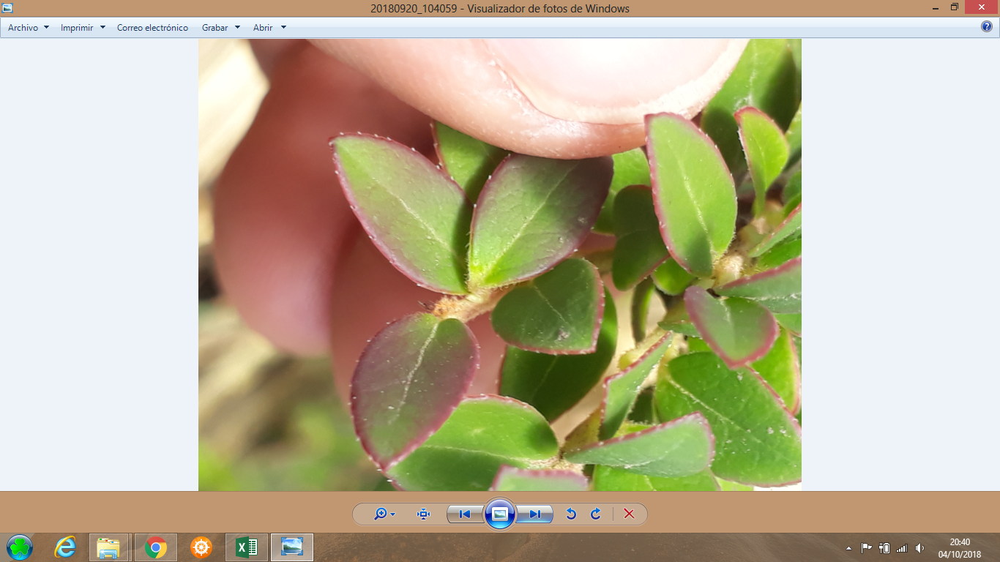 20180920_104059 - Visualizador de fotos de Windows
Archivo Imprimir Correo electrónico Grabar Abrir
20:40
04/10/2018